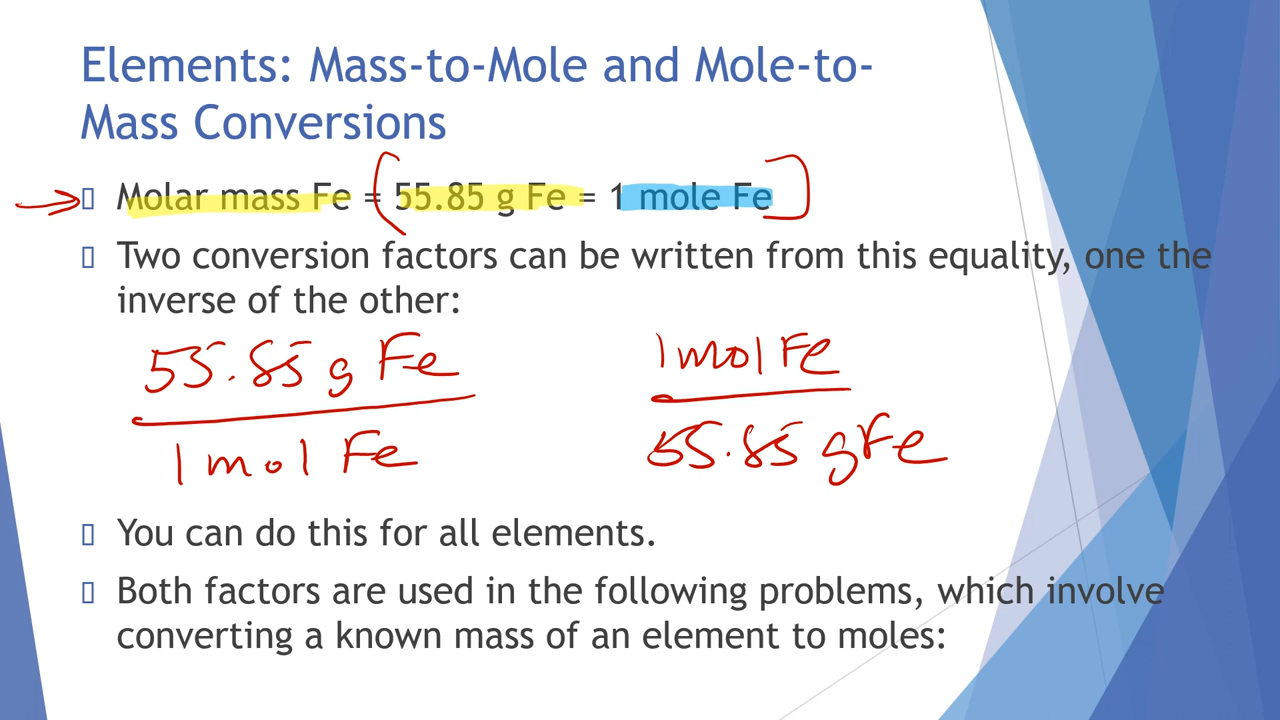 Elements: Mass-to-Mole and Mole-to-
Mass Conversions
Molar mass Fe = 55.85 g Fe = 1 mole Fe
Two conversion factors can be written from this equality, one the
inverse of the other:
55.85 g Fe
1 mol Fe
1 mol Fe
55.85 g Fe
You can do this for all elements.
Both factors are used in the following problems, which involve
converting a known mass of an element to moles: